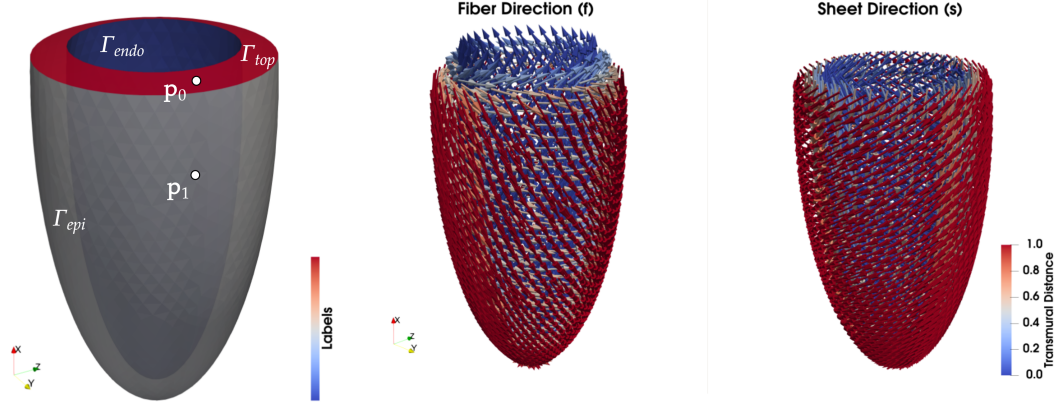 Γendo
Γtop
p0
p1
Γepi
Labels
X
Z
Y
Fiber Direction (f)
X
Z
Y
Sheet Direction (s)
1.0
0.8
0.6
0.4
0.2
0.0
Transmural Distance